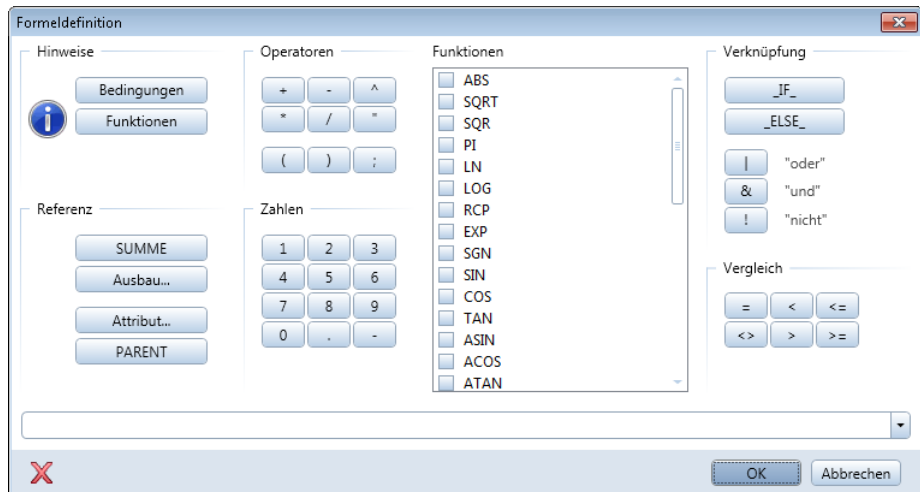 Formeldefinition
Hinweise
Bedingungen
Funktionen
Operatoren
+ - ^
* / "
( ) ;
Funktionen
ABS
SQRT
SQR
PI
LN
LOG
RCP
EXP
SGN
SIN
COS
TAN
ASIN
ACOS
ATAN
Verknüpfung
_IF_
_ELSE_
| "oder"
& "und"
! "nicht"
Referenz
SUMME
Ausbau...
Attribut...
PARENT
Zahlen
1 2 3
4 5 6
7 8 9
0 . -
Vergleich
= < <=
<> > >=
OK Abbrechen